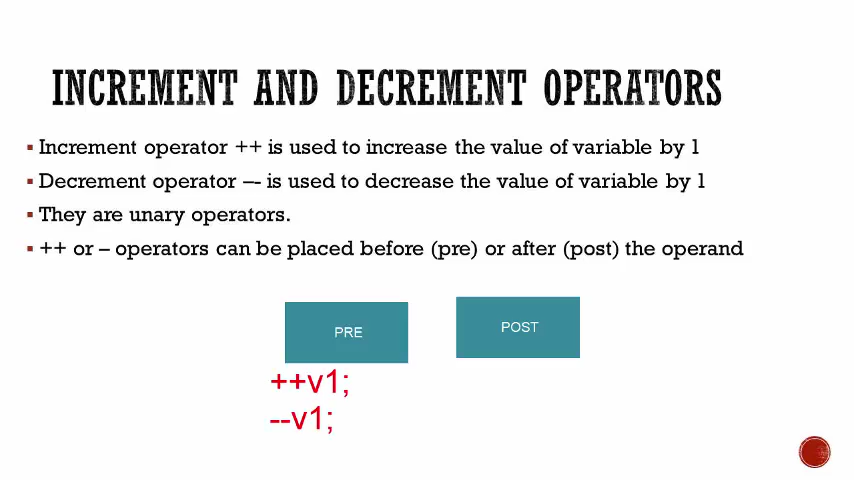 INCREMENT AND DECREMENT OPERATORS
▪ Increment operator ++ is used to increase the value of variable by 1
▪ Decrement operator –- is used to decrease the value of variable by 1
▪ They are unary operators.
▪ ++ or – operators can be placed before (pre) or after (post) the operand
PRE
POST
++v1;
--v1;